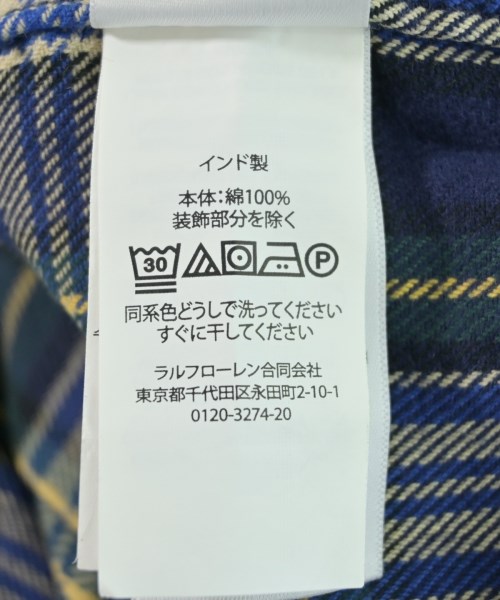 インド製
本体:綿100%
装飾部分を除く
30 P
同系色どうしで洗ってください
すぐに干してください
ラルフローレン合同会社
東京都千代田区永田町2-10-1
0120-3274-20